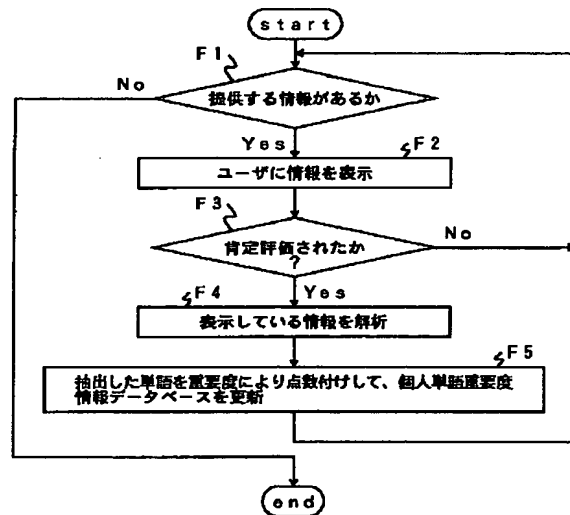 start
F1
No
提供する情報があるか
Yes
F2
ユーザに情報を表示
F3
肯定評価されたか
?
No
F4
Yes
表示している情報を解析
F5
抽出した単語を重要度により点数付けして、個人単語重要度
情報データベースを更新
end